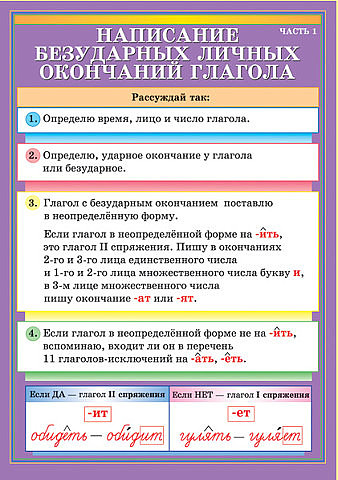 НАПИСАНИЕ
ЧАСТЬ 1
БЕЗУДАРНЫХ ЛИЧНЫХ
ОКОНЧАНИЙ ГЛАГОЛА
Рассуждай так:
1. Определю время, лицо и число глагола.
2. Определю, ударное окончание у глагола
или безударное.
3. Глагол с безударным окончанием поставлю
в неопределённую форму.
Если глагол в неопределённой форме на -ить,
это глагол II спряжения. Пишу в окончаниях
2-го и 3-го лица единственного числа
и 1-го и 2-го лица множественного числа букву и,
в 3-м лице множественного числа
пишу окончание -ат или -ят.
4. Если глагол в неопределённой форме не на -ить,
вспоминаю, входит ли он в перечень
11 глаголов-исключений на -ать, -еть.
Если ДА — глагол II спряжения
-ит
обидеть — обидит
Если НЕТ — глагол I спряжения
-ет
гулять — гуляет